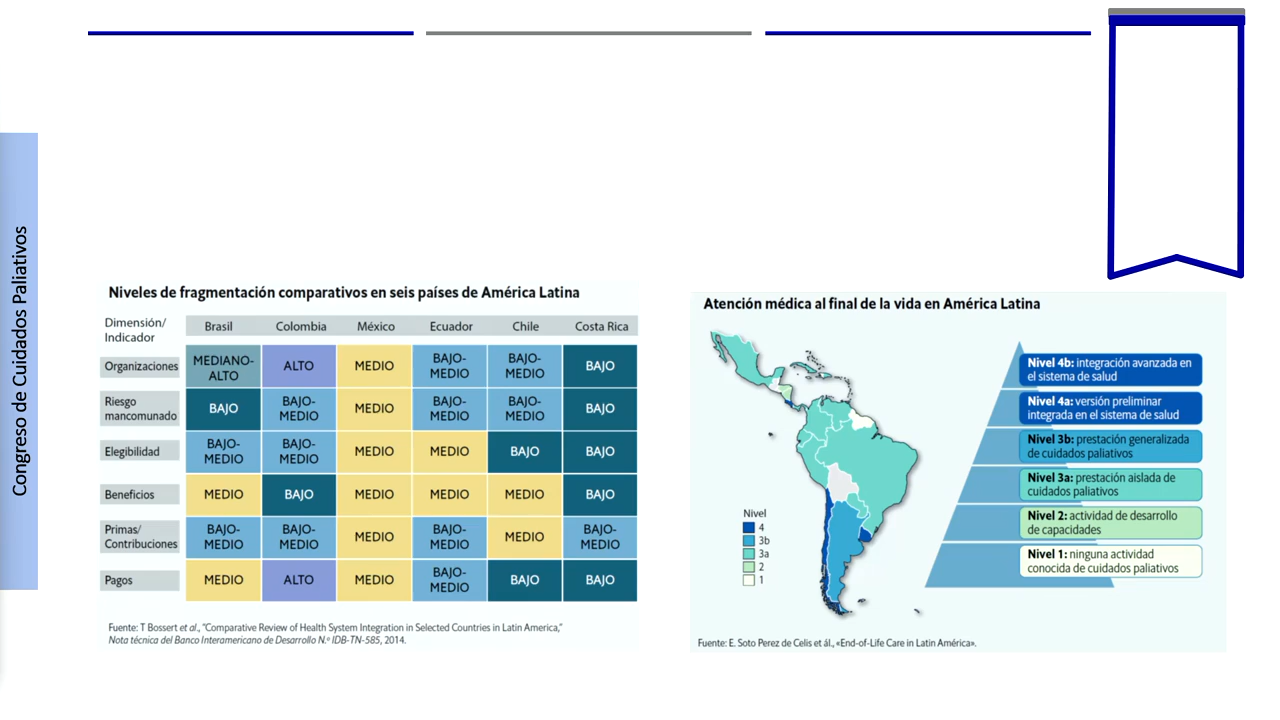 Congreso de Cuidados Paliativos
Niveles de fragmentación comparativos en seis países de América Latina
Dimensión/
Indicador
Brasil Colombia México Ecuador Chile Costa Rica
Organizaciones MEDIANO-ALTO ALTO MEDIO BAJO-MEDIO BAJO-MEDIO BAJO
Riesgo mancomunado BAJO BAJO-MEDIO MEDIO BAJO-MEDIO BAJO-MEDIO BAJO
Elegibilidad BAJO-MEDIO BAJO-MEDIO MEDIO MEDIO BAJO BAJO
Beneficios MEDIO BAJO MEDIO MEDIO MEDIO BAJO
Primas/Contribuciones BAJO-MEDIO BAJO-MEDIO MEDIO BAJO-MEDIO MEDIO BAJO-MEDIO
Pagos MEDIO ALTO MEDIO BAJO-MEDIO BAJO BAJO
Fuente: T Bossert et al., "Comparative Review of Health System Integration in Selected Countries in Latin America,"
Nota técnica del Banco Interamericano de Desarrollo N.º IDB-TN-585, 2014.
Atención médica al final de la vida en América Latina
Nivel
4
3b
3a
2
1
Nivel 4b: integración avanzada en
el sistema de salud
Nivel 4a: versión preliminar
integrada en el sistema de salud
Nivel 3b: prestación generalizada
de cuidados paliativos
Nivel 3a: prestación aislada de
cuidados paliativos
Nivel 2: actividad de desarrollo
de capacidades
Nivel 1: ninguna actividad
conocida de cuidados paliativos
Fuente: E. Soto Perez de Celis et ál., «End-of-Life Care in Latin América».